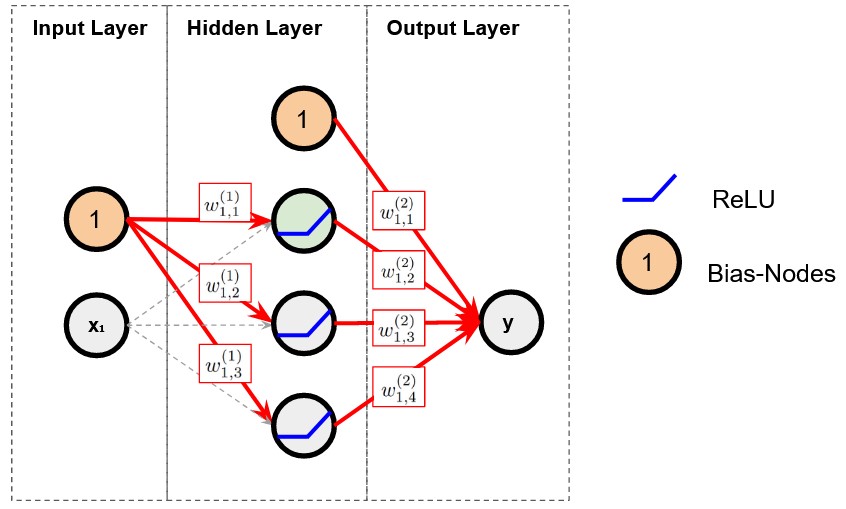 Input Layer
Hidden Layer
Output Layer
1
1
w_{1,1}^{(1)}
w_{1,1}^{(2)}
w_{1,2}^{(1)}
w_{1,2}^{(2)}
x₁
w_{1,3}^{(2)}
y
w_{1,3}^{(1)}
w_{1,4}^{(2)}
ReLU
1
Bias-Nodes